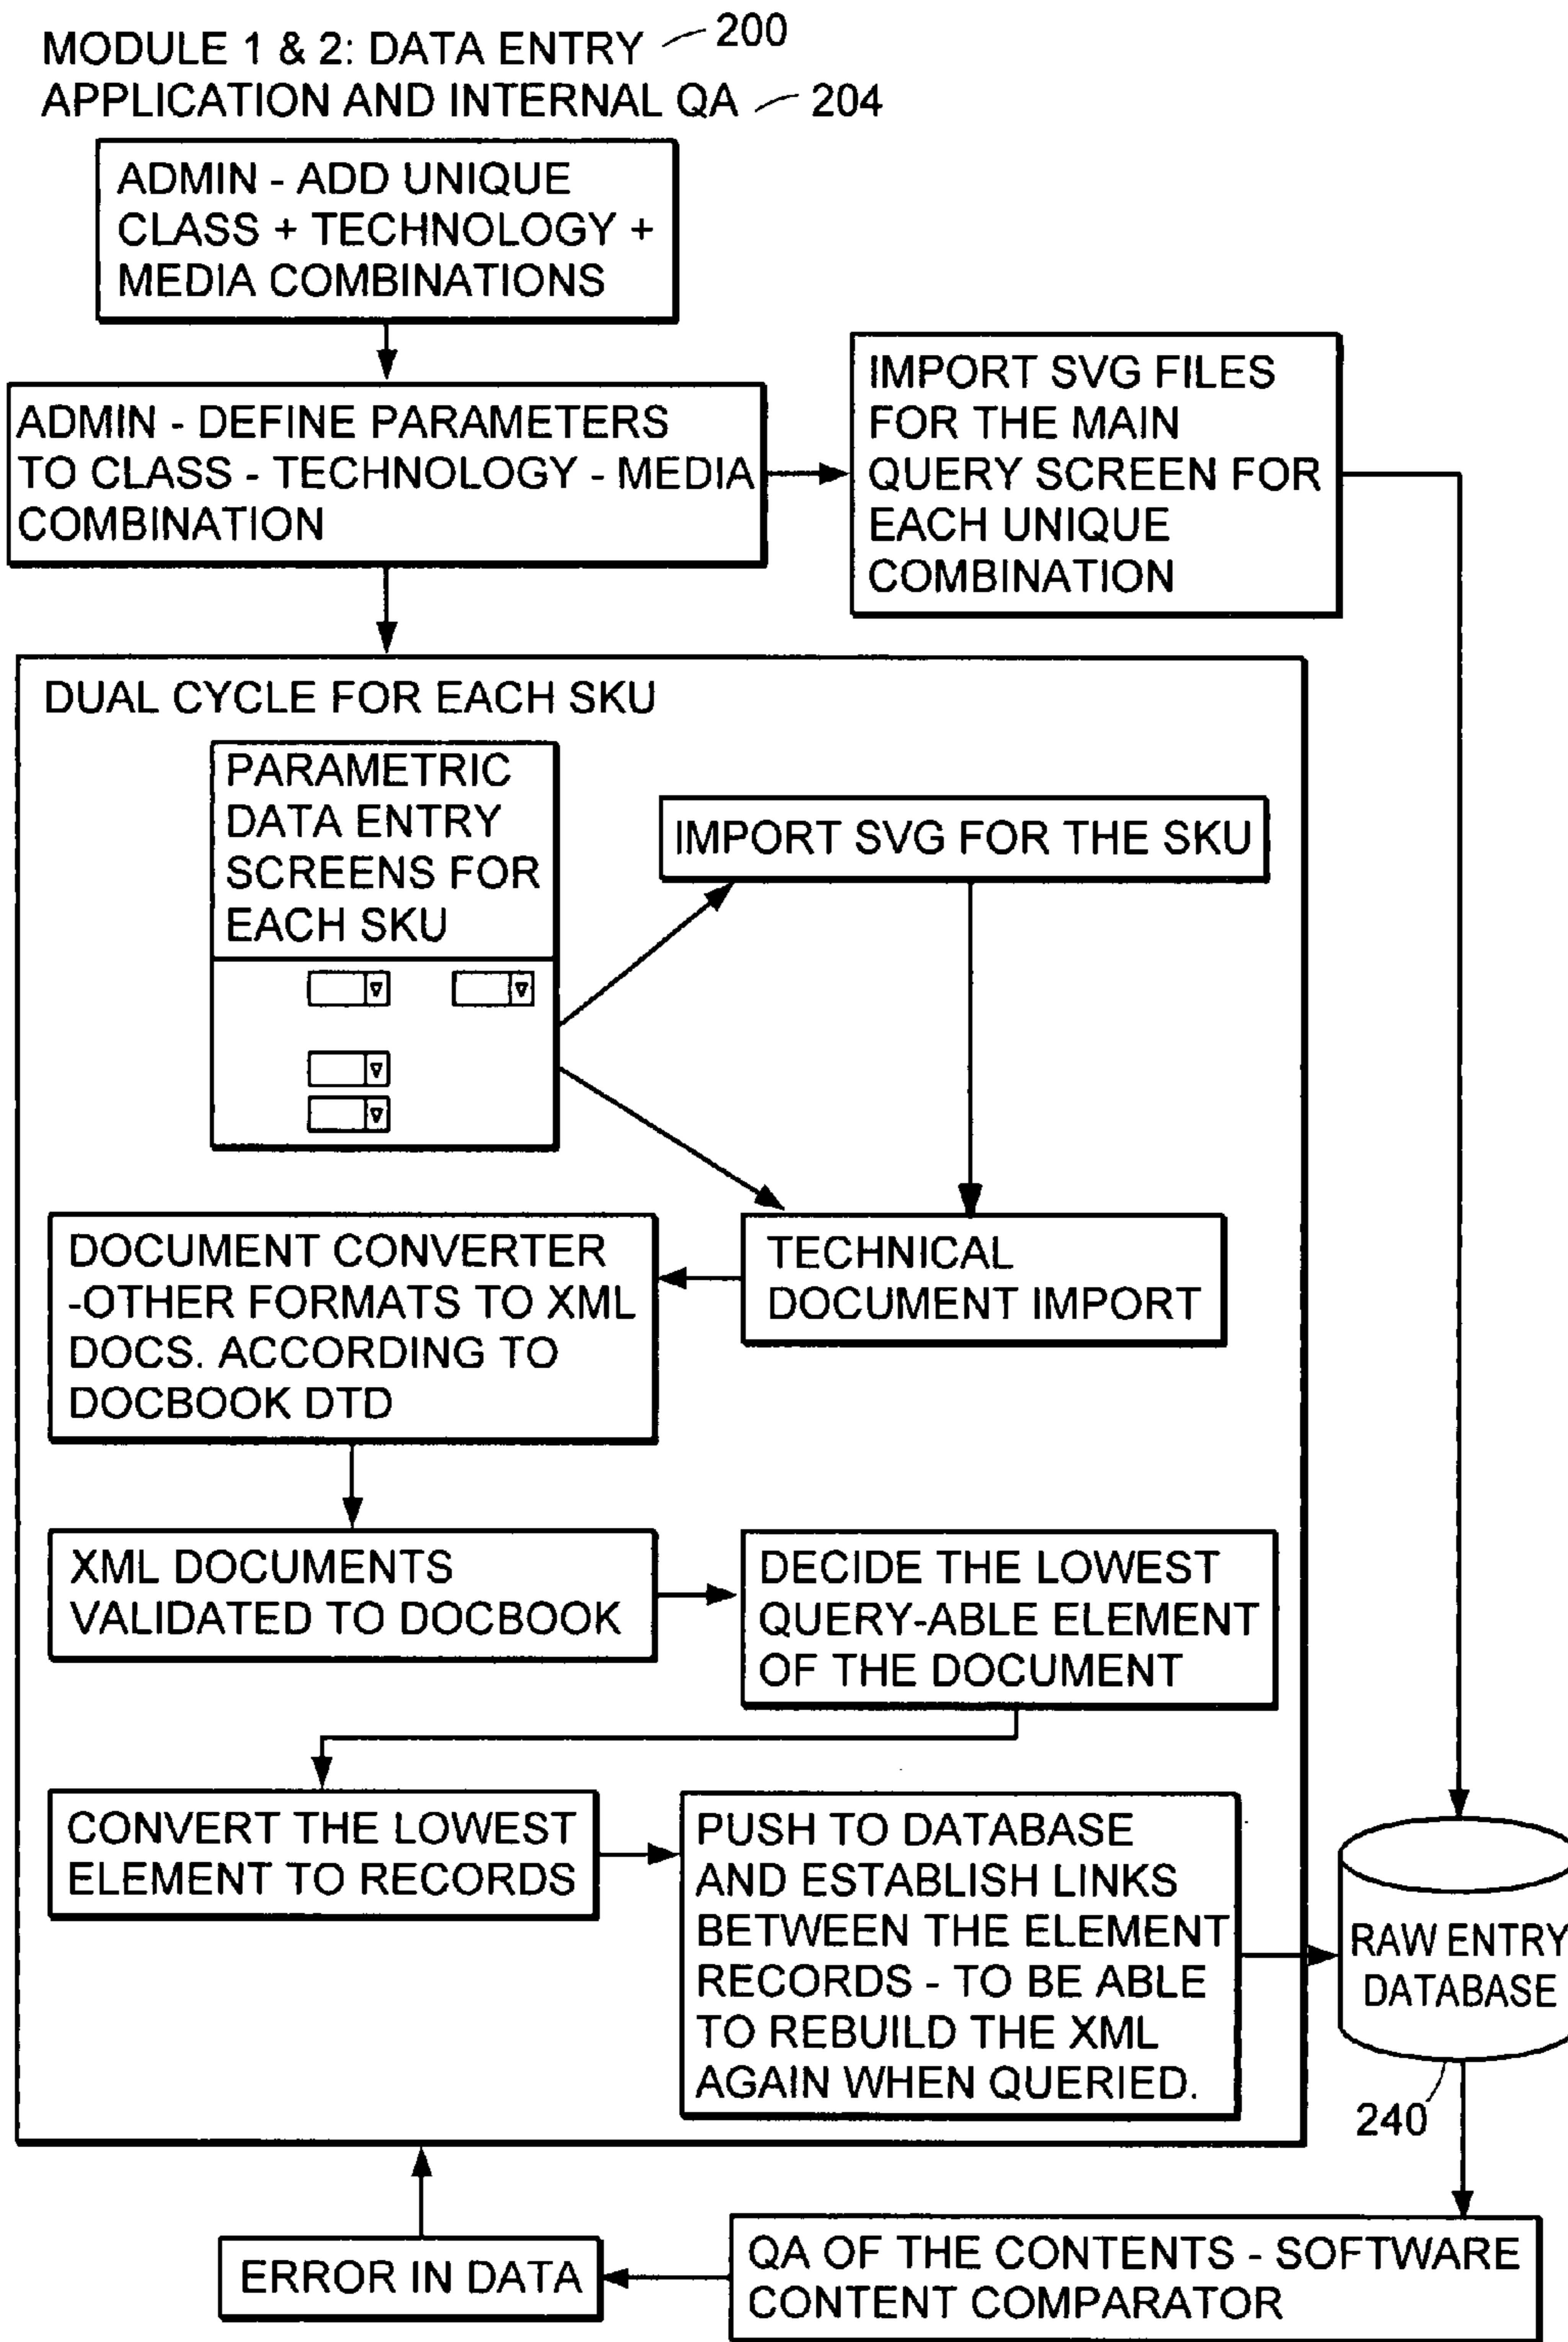 MODULE 1 & 2: DATA ENTRY 200
APPLICATION AND INTERNAL QA 204
ADMIN - ADD UNIQUE
CLASS + TECHNOLOGY +
MEDIA COMBINATIONS
ADMIN - DEFINE PARAMETERS
TO CLASS - TECHNOLOGY - MEDIA
COMBINATION
IMPORT SVG FILES
FOR THE MAIN
QUERY SCREEN FOR
EACH UNIQUE
COMBINATION
DUAL CYCLE FOR EACH SKU
PARAMETRIC
DATA ENTRY
SCREENS FOR
EACH SKU
IMPORT SVG FOR THE SKU
TECHNICAL
DOCUMENT IMPORT
DOCUMENT CONVERTER
-OTHER FORMATS TO XML
DOCS. ACCORDING TO
DOCBOOK DTD
XML DOCUMENTS
VALIDATED TO DOCBOOK
DECIDE THE LOWEST
QUERY-ABLE ELEMENT
OF THE DOCUMENT
CONVERT THE LOWEST
ELEMENT TO RECORDS
PUSH TO DATABASE
AND ESTABLISH LINKS
BETWEEN THE ELEMENT
RECORDS - TO BE ABLE
TO REBUILD THE XML
AGAIN WHEN QUERIED.
RAW ENTRY
DATABASE
240
QA OF THE CONTENTS - SOFTWARE
CONTENT COMPARATOR
ERROR IN DATA